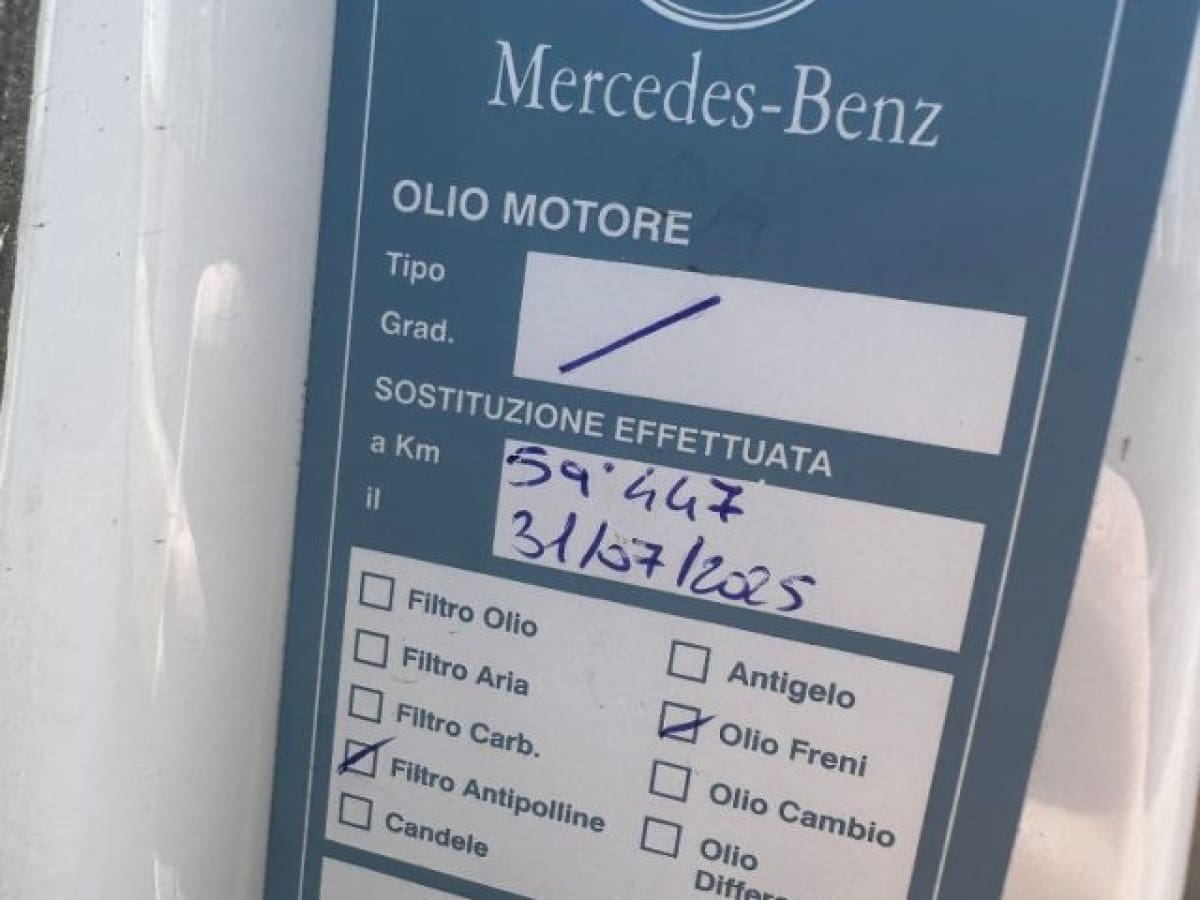 Mercedes-Benz
OLIO MOTORE
Tipo
Grad.
SOSTITUZIONE EFFETTUATA
a Km 59.447
il 31/07/2025
Filtro Olio
Filtro Aria
Filtro Carb.
Filtro Antipolline
Candele
Antigelo
Olio Freni
Olio Cambio
Olio